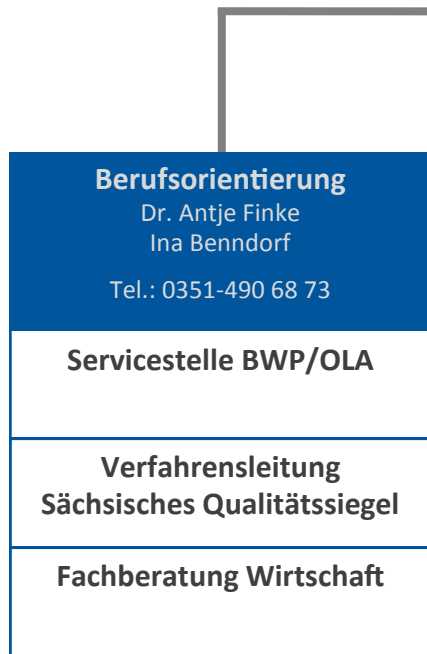 Berufsorientierung
Dr. Antje Finke
Ina Benndorf
Tel.: 0351-490 68 73
Servicestelle BWP/OLA
Verfahrensleitung
Sächsisches Qualitätssiegel
Fachberatung Wirtschaft